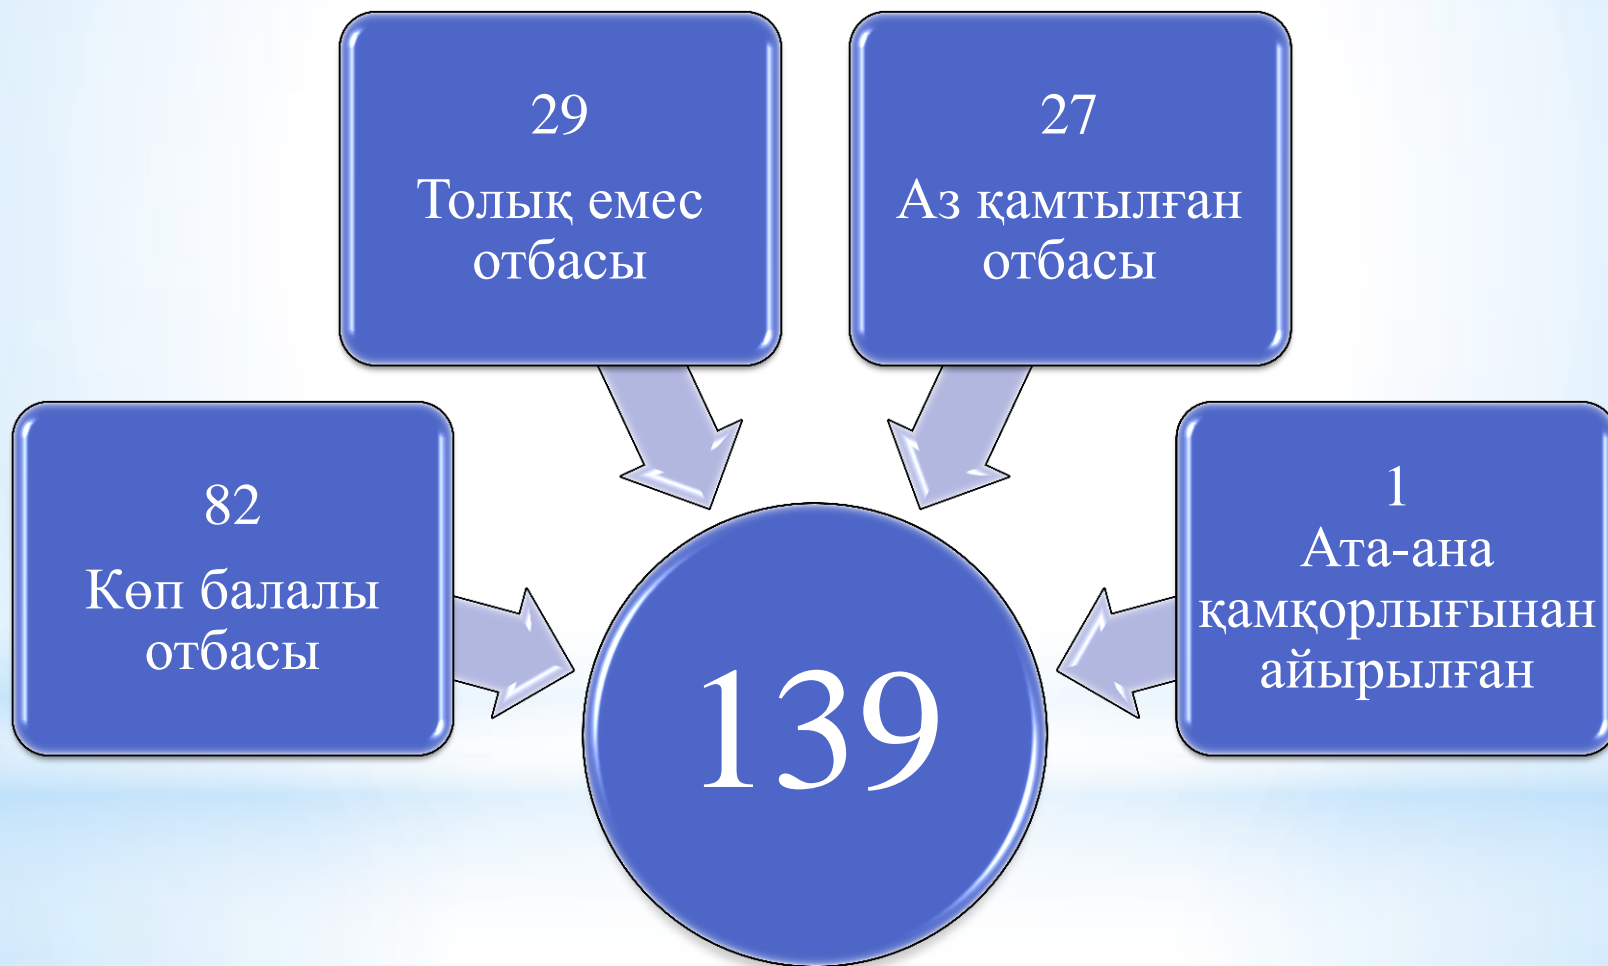 29
Толық емес
отбасы
27
Аз қамтылған
отбасы
82
Көп балалы
отбасы
1
Ата-ана
қамқорлығынан
айырылған
139